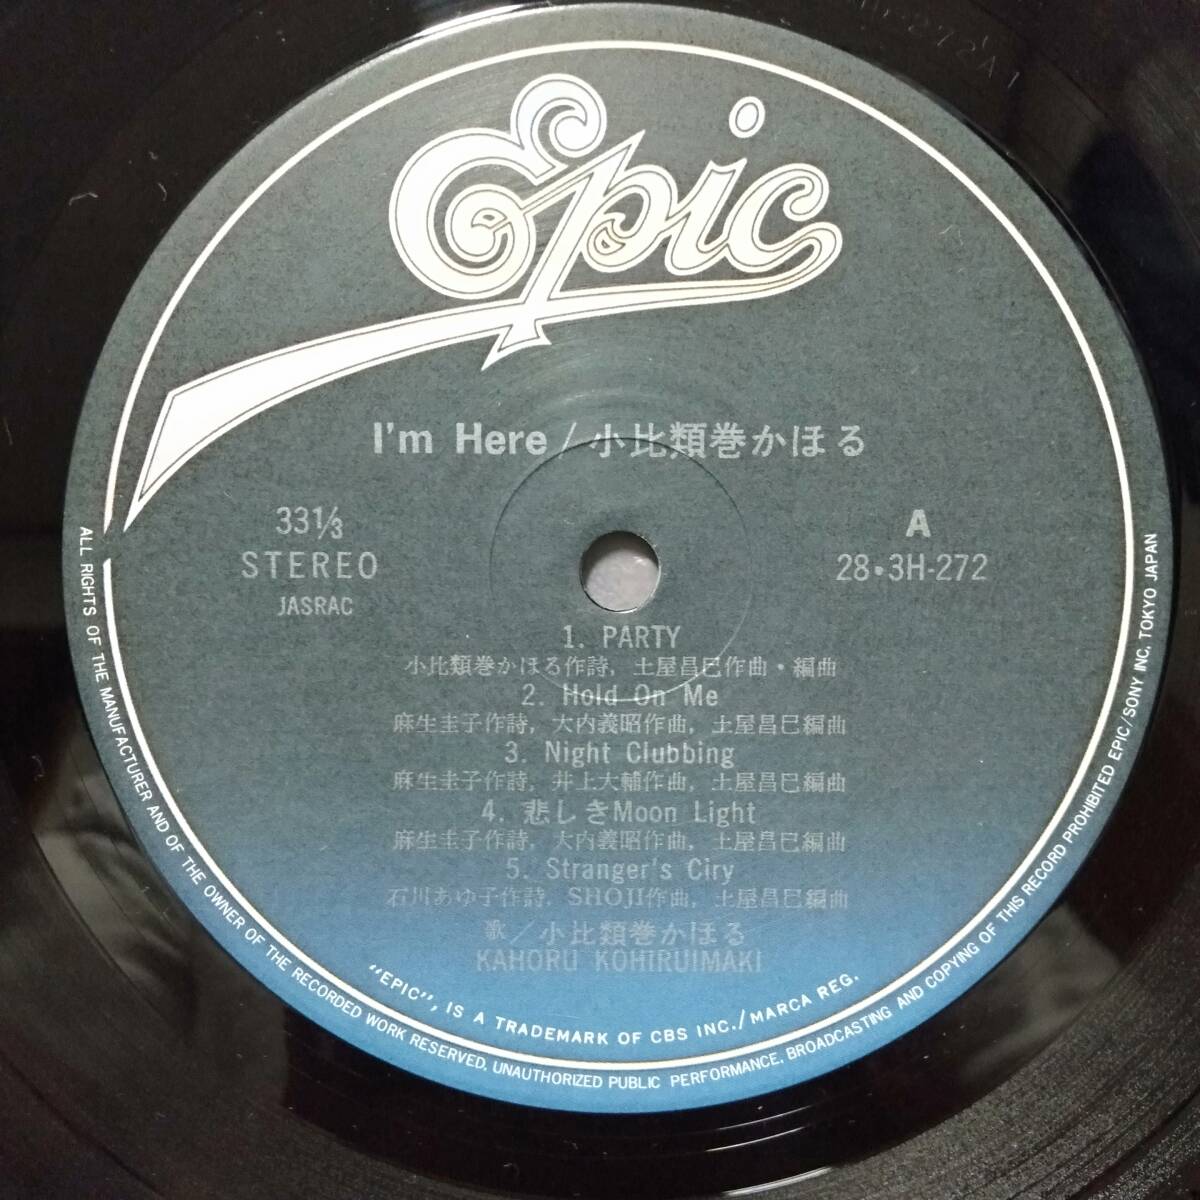 Epic
I'm Here/小比類巻かほる
33⅓
STEREO
JASRAC
A
28・3H-272
1. PARTY
小比類巻かほる作詩，土屋昌巳作曲・編曲
2. Hold On Me
麻生圭子作詩，大内義昭作曲，土屋昌巳編曲
3. Night Clubbing
麻生圭子作詩，井上大輔作曲，土屋昌巳編曲
4. 悲しきMoon Light
麻生圭子作詩，大内義昭作曲，土屋昌巳編曲
5. Stranger's Ciry
石川あゆ子作詩，SHOJI作曲，土屋昌巳編曲
歌／小比類巻かほる
KAHORU KOHIRUIMAKI
"EPIC", IS A TRADEMARK OF CBS INC./MARCA REG.
ALL RIGHTS OF THE MANUFACTURER AND OF THE OWNER OF THE RECORDED WORK RESERVED. UNAUTHORIZED PUBLIC PERFORMANCE. BROADCASTING AND COPYING OF THIS RECORD PROHIBITED EPIC/SONY INC. TOKYO JAPAN